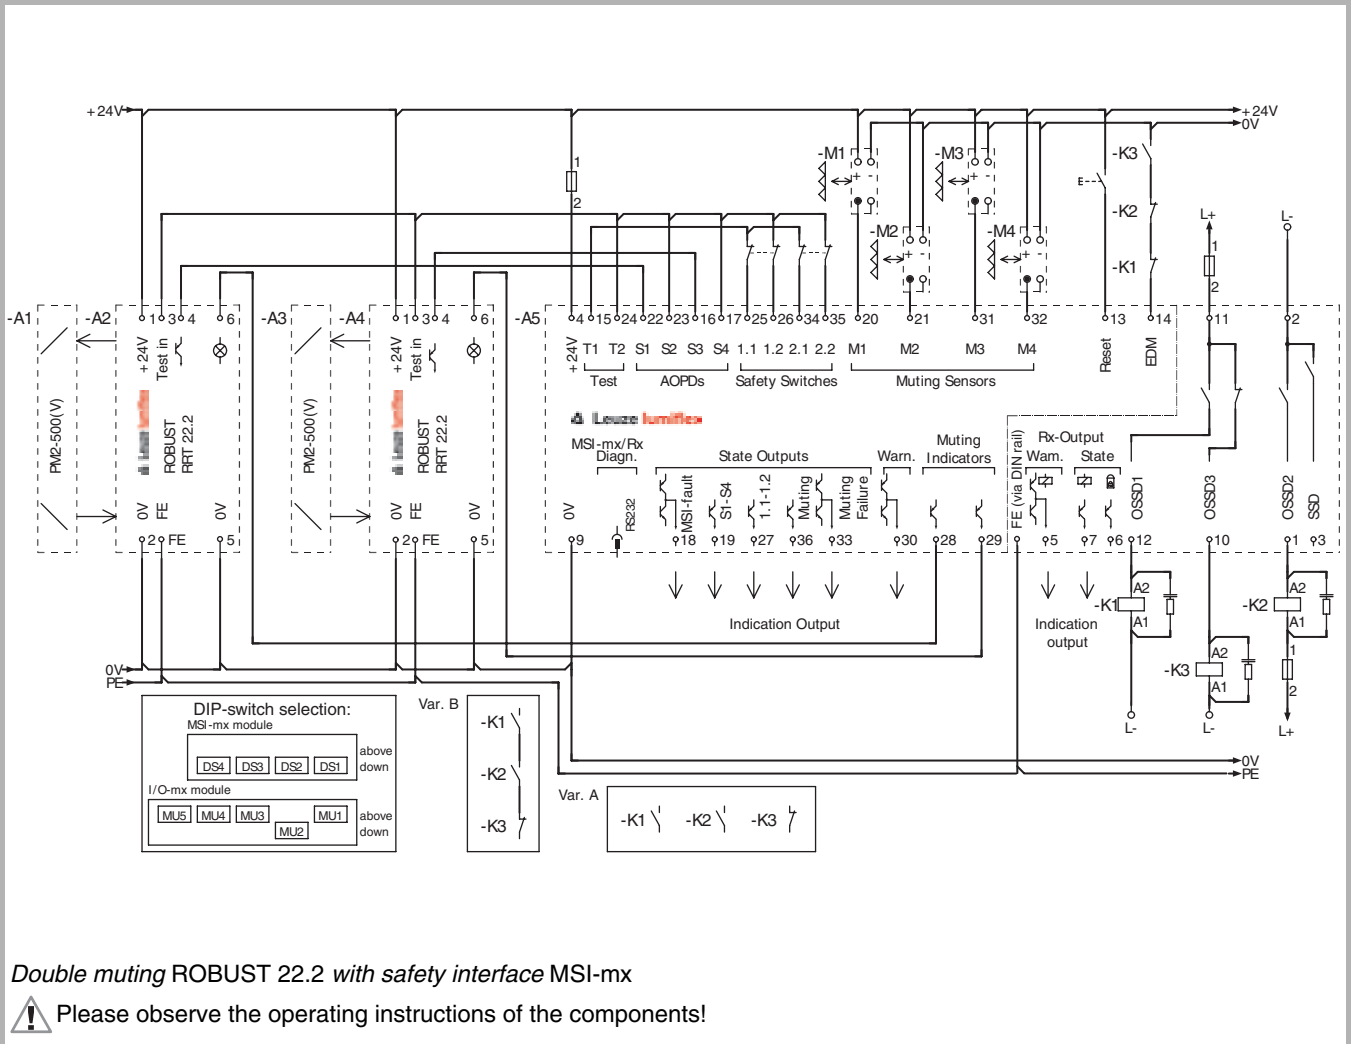 +24V
+24V
0V
1
2
-M1
+ -
-M3
+ -
-M2
+ -
-M4
+ -
E
-K3
-K2
-K1
L+
1
2
L-
-A1
-A2
1 3 4 6
-A3
-A4
1 3 4 6
-A5
4 15 24 22 23 16 17 25 26 34 35 20 21 31 32 13 14 11 2
+24V
Test in
+24V
Test in
+24V
T1 T2 S1 S2 S3 S4 1.1 1.2 2.1 2.2 M1 M2 M3 M4
Reset
EDM
Test
AOPDs
Safety Switches
Muting Sensors
PM2-500(V)
ROBUST
RRT 22.2
PM2-500(V)
ROBUST
RRT 22.2
Leuze lumiflex
MSI-mx/Rx
Diagn.
State Outputs
Warn.
Muting
Indicators
Rx-Output
Warn.
State
0V
FE
0V
0V
FE
0V
0V
RS232
MSI-fault
S1-S4
1.1-1.2
Muting
Muting
Failure
FE (via DIN rail)
OSSD1
OSSD3
OSSD2
SSD
2 FE 5
2 FE 5
9 18 19 27 36 33 30 28 29 5 7 6 12 10 1 3
Indication Output
Indication
output
-K1
A2
A1
-K2
A2
A1
-K3
A2
A1
1
2
L-
L-
L+
0V
PE
DIP-switch selection:
MSI-mx module
above
DS4 DS3 DS2 DS1 down
I/O-mx module
MU5 MU4 MU3 MU1 above
MU2 down
Var. B
-K1
-K2
-K3
Var. A
-K1 -K2 -K3
0V
PE
Double muting ROBUST 22.2 with safety interface MSI-mx
Please observe the operating instructions of the components!